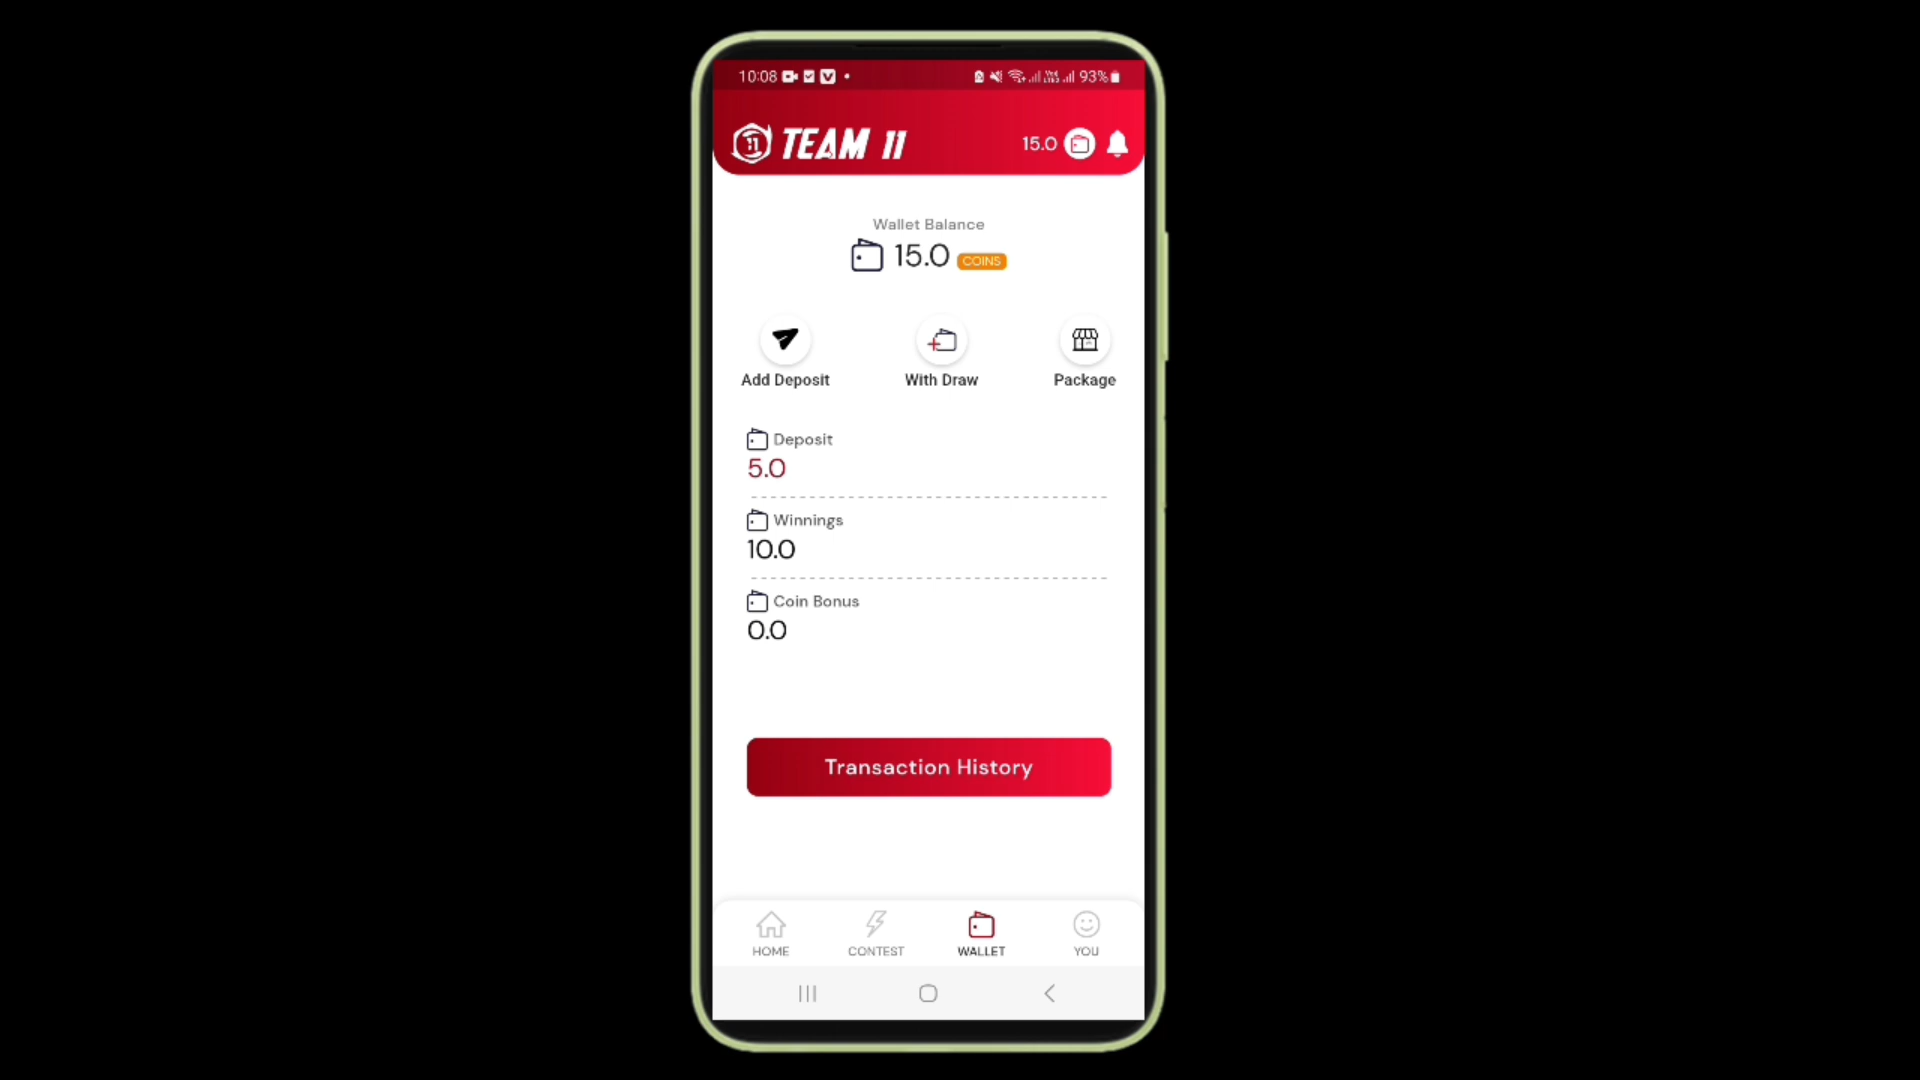 10:08 93%
TEAM 11 15.0
Wallet Balance
15.0 COINS
Add Deposit With Draw Package
Deposit
5.0
Winnings
10.0
Coin Bonus
0.0
Transaction History
HOME CONTEST WALLET YOU